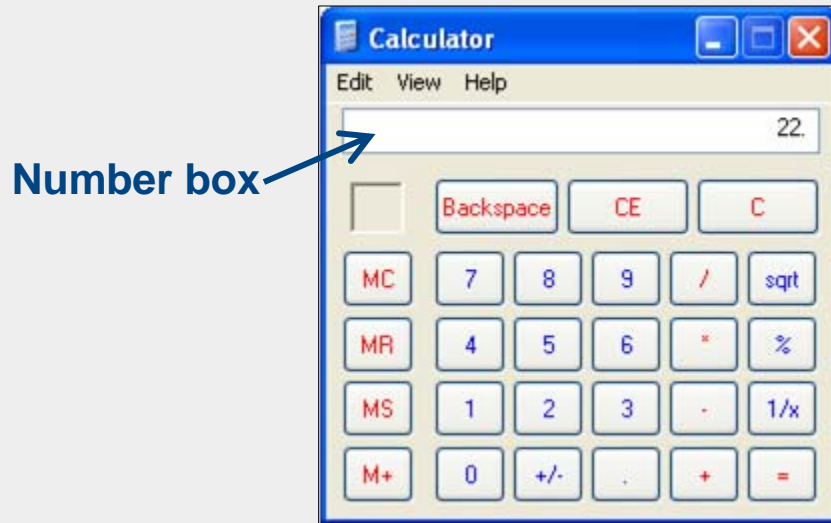 Calculator
Edit View Help
22.
Number box
Backspace CE C
MC 7 8 9 / sqrt
MR 4 5 6 * %
MS 1 2 3 - 1/x
M+ 0 +/- . + =